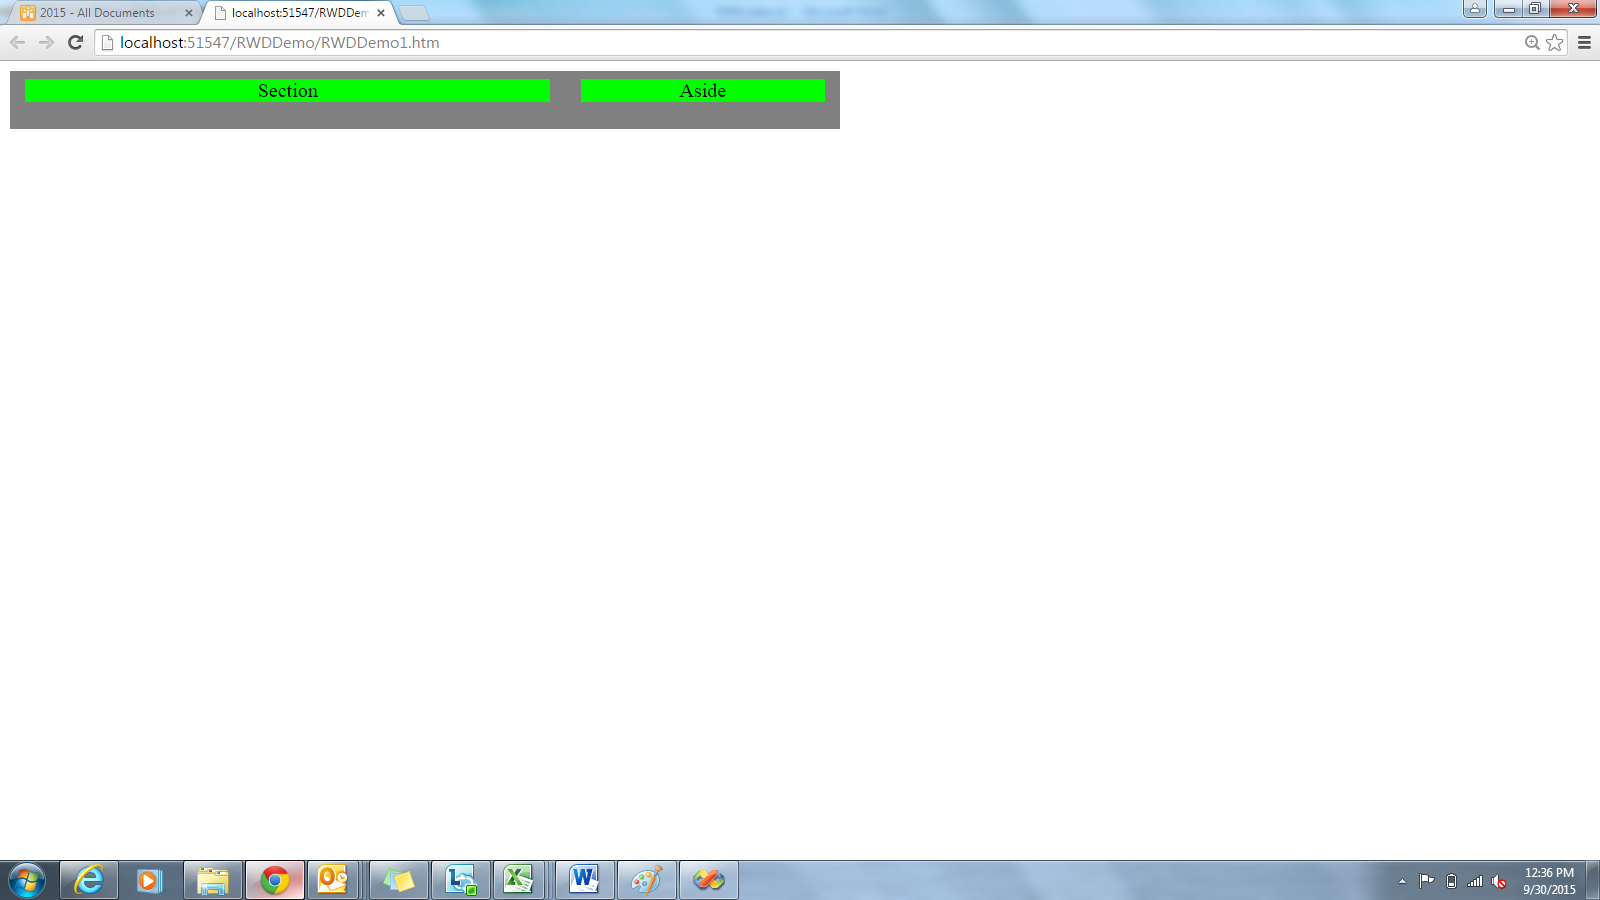 2015 - All Documents
localhost:51547/RWDDem
localhost:51547/RWDDemo/RWDDemo1.htm
Section
Aside
12:36 PM
9/30/2015